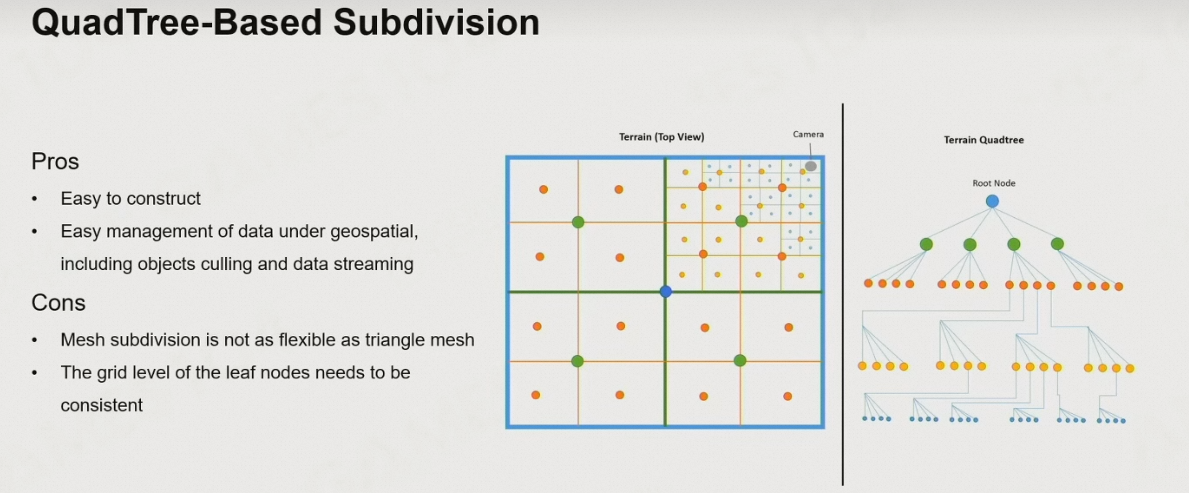 QuadTree-Based Subdivision
Pros
• Easy to construct
• Easy management of data under geospatial,
including objects culling and data streaming
Cons
• Mesh subdivision is not as flexible as triangle mesh
• The grid level of the leaf nodes needs to be
consistent
Terrain (Top View)
Camera
Terrain Quadtree
Root Node